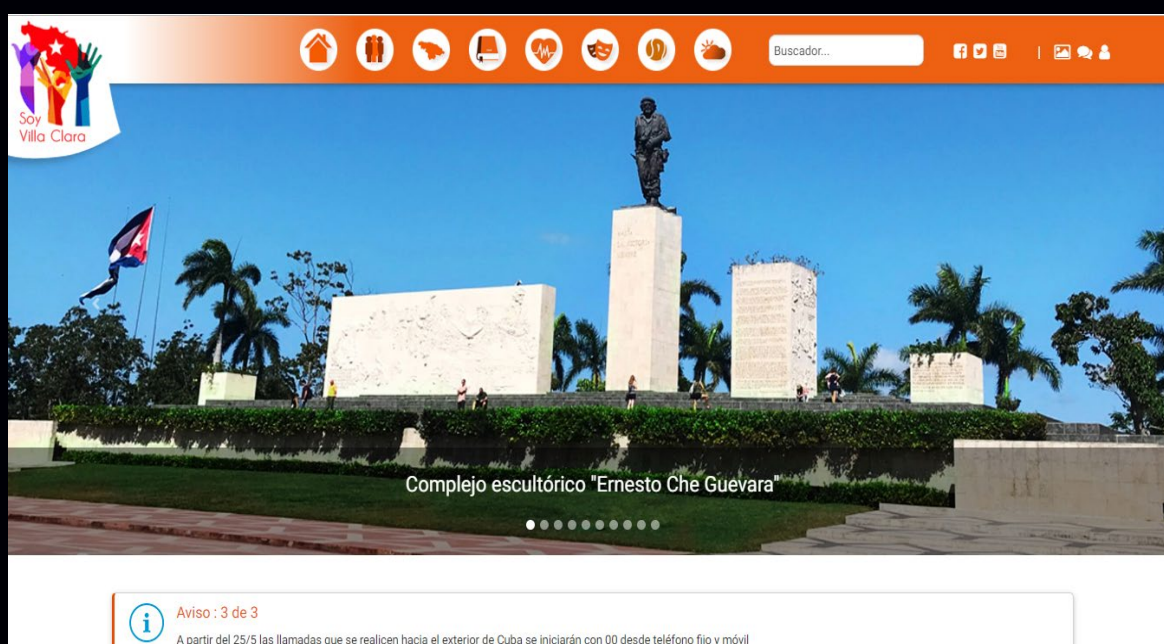 Soy
Villa Clara
Buscador...
Complejo escultórico "Ernesto Che Guevara"
Aviso : 3 de 3
A partir del 25/5 las llamadas que se realicen hacia el exterior de Cuba se iniciarán con 00 desde teléfono fijo y móvil